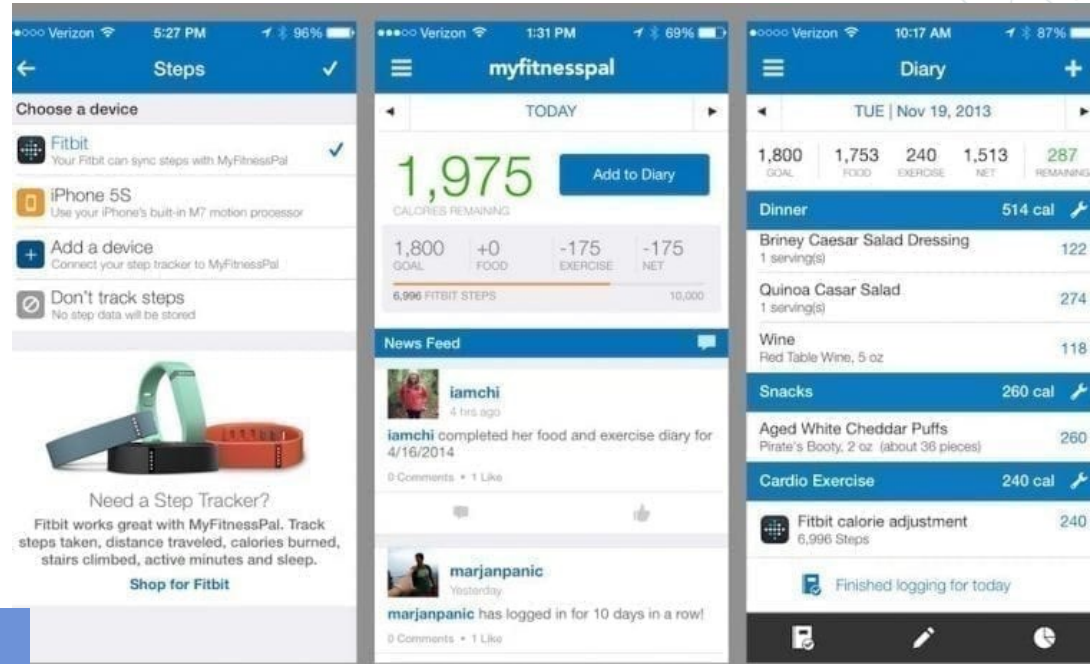 Verizon 5:27 PM 96%
Steps
Choose a device
Fitbit
Your Fitbit can sync steps with MyFitnessPal
iPhone 5S
Use your iPhone's built-in M7 motion processor
Add a device
Connect your step tracker to MyFitnessPal
Don't track steps
No step data will be stored
Need a Step Tracker?
Fitbit works great with MyFitnessPal. Track
steps taken, distance traveled, calories burned,
stairs climbed, active minutes and sleep.
Shop for Fitbit
Verizon 1:31 PM 69%
myfitnesspal
TODAY
1,975 Add to Diary
CALORIES REMAINING
1,800 +0 -175 -175
GOAL FOOD EXERCISE NET
6,996 FITBIT STEPS 10,000
News Feed
iamchi
4 hrs ago
iamchi completed her food and exercise diary for
4/16/2014
0 Comments • 1 Like
marjanpanic
Yesterday
marjanpanic has logged in for 10 days in a row!
0 Comments • 1 Like
Verizon 10:17 AM 87%
Diary +
TUE | Nov 19, 2013
1,800 1,753 240 1,513 287
GOAL FOOD EXERCISE NET REMAINING
Dinner 514 cal
Briney Caesar Salad Dressing 122
1 serving(s)
Quinoa Casar Salad 274
1 serving(s)
Wine 118
Red Table Wine, 5 oz
Snacks 260 cal
Aged White Cheddar Puffs 260
Pirate's Booty, 2 oz (about 36 pieces)
Cardio Exercise 240 cal
Fitbit calorie adjustment 240
6,996 Steps
Finished logging for today